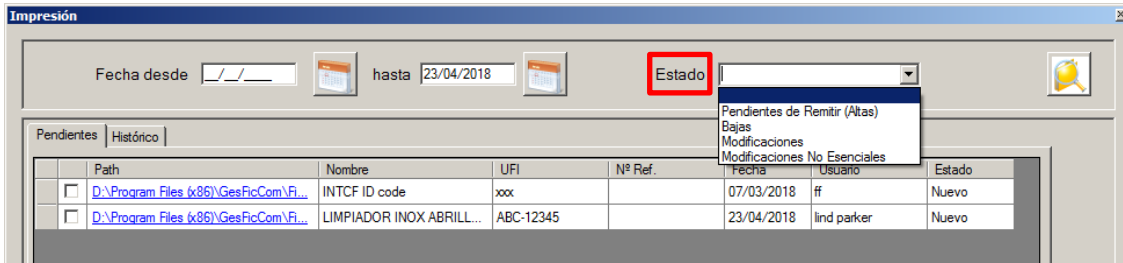 Impresión
Fecha desde __/__/____ hasta 23/04/2018 Estado
Pendientes de Remitir (Altas)
Bajas
Modificaciones
Modificaciones No Esenciales
Pendientes Histórico
Path Nombre UFI Nº Ref. Fecha Usuario Estado
D:\Program Files (x86)\GesFicCom\Fi... INTCF ID code xxx 07/03/2018 ff Nuevo
D:\Program Files (x86)\GesFicCom\Fi... LIMPIADOR INOX ABRILL... ABC-12345 23/04/2018 lind parker Nuevo